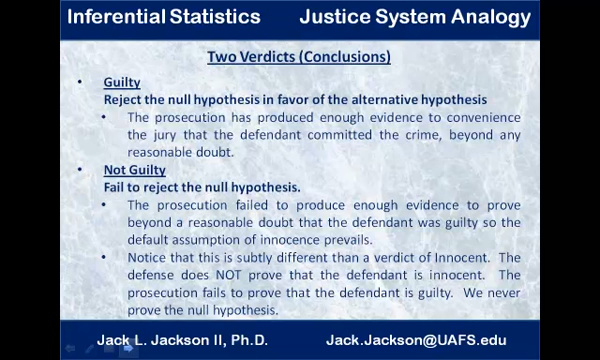 Inferential Statistics Justice System Analogy
Two Verdicts (Conclusions)
• Guilty
Reject the null hypothesis in favor of the alternative hypothesis
• The prosecution has produced enough evidence to convenience
the jury that the defendant committed the crime, beyond any
reasonable doubt.
• Not Guilty
Fail to reject the null hypothesis.
• The prosecution failed to produce enough evidence to prove
beyond a reasonable doubt that the defendant was guilty so the
default assumption of innocence prevails.
• Notice that this is subtly different than a verdict of Innocent. The
defense does NOT prove that the defendant is innocent. The
prosecution fails to prove that the defendant is guilty. We never
prove the null hypothesis.
Jack L. Jackson II, Ph.D. Jack.Jackson@UAFS.edu